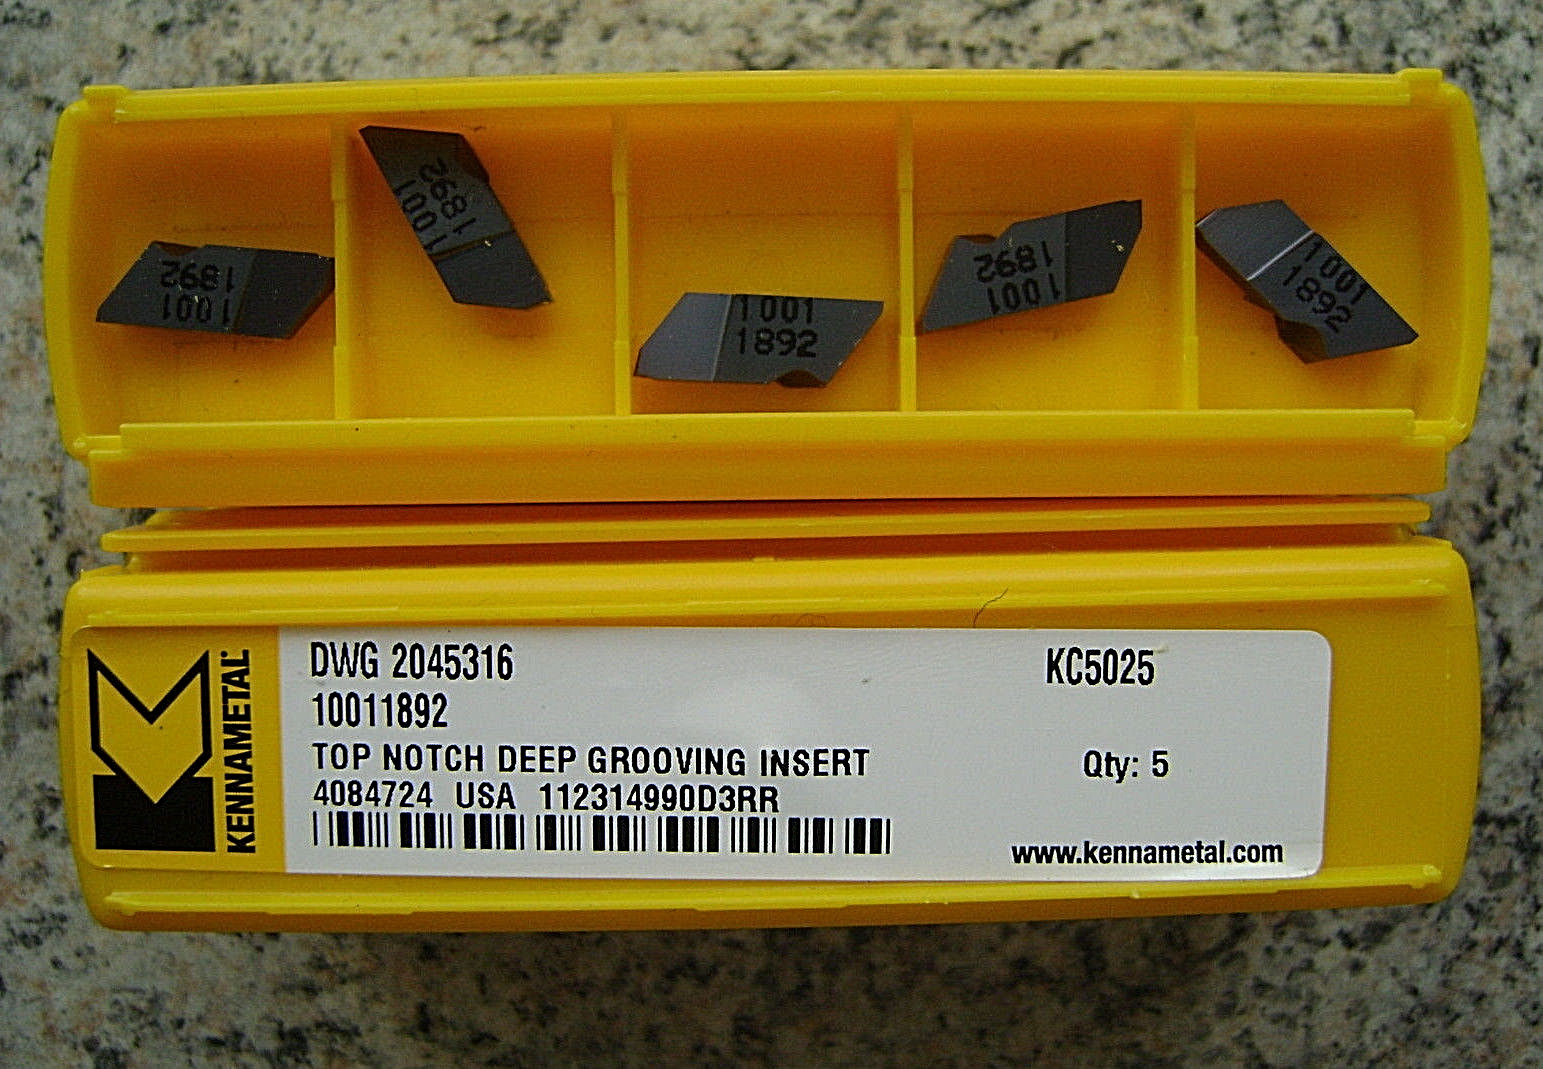 1892
1001
1892
1001
1001
1892
1892
1001
1001
1892
KENNAMETAL
DWG 2045316
KC5025
10011892
TOP NOTCH DEEP GROOVING INSERT
Qty: 5
4084724 USA 112314990D3RR
www.kennametal.com